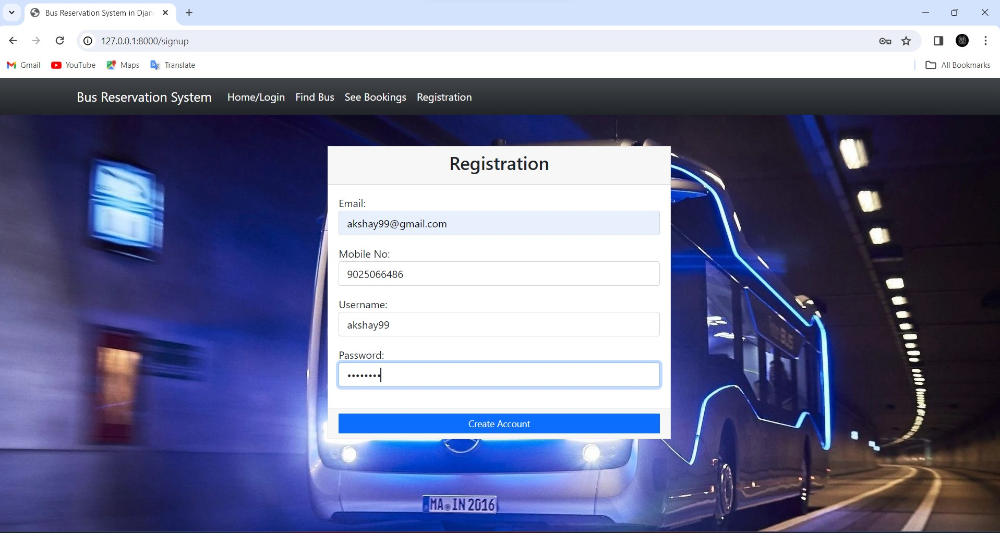 Bus Reservation System in Djan
127.0.0.1:8000/signup
Gmail YouTube Maps Translate All Bookmarks
Bus Reservation System Home/Login Find Bus See Bookings Registration
Registration
Email:
akshay99@gmail.com
Mobile No:
9025066486
Username:
akshay99
Password:
••••••••
Create Account
BUS
MA IN 2016